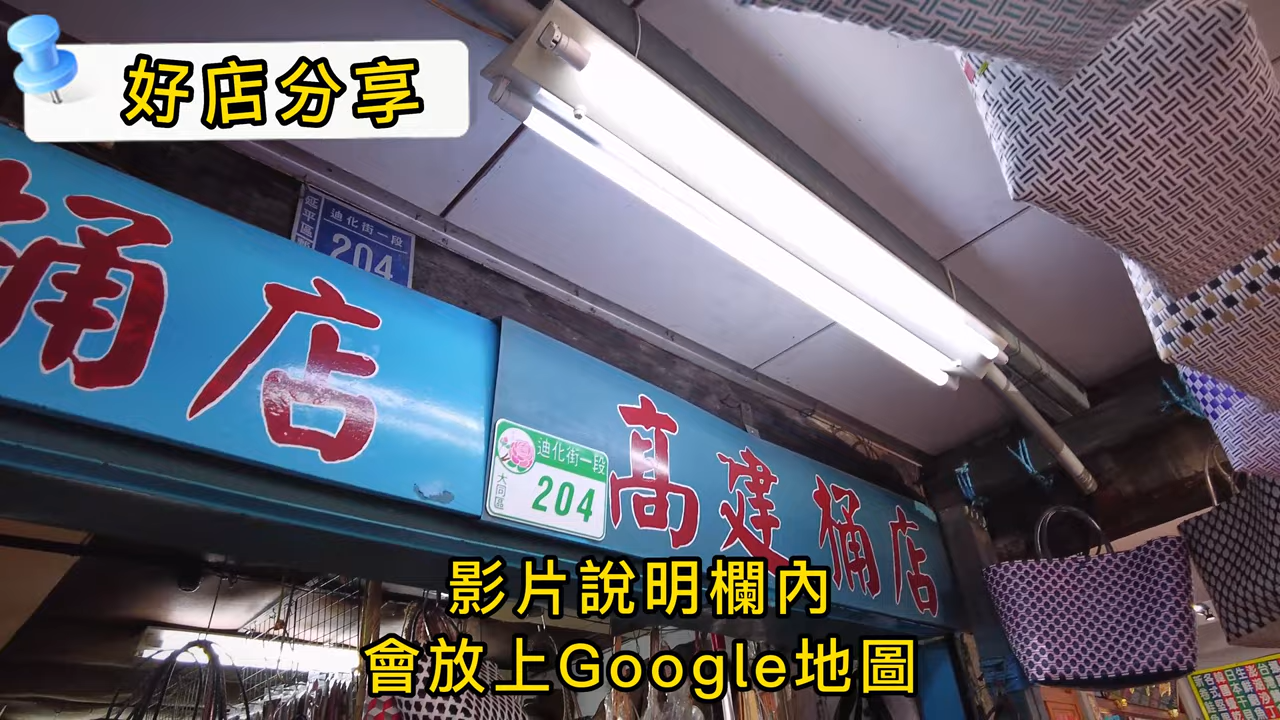 好店分享
桶店
延平區
迪化街一段
204
迪化街一段
大同區
204
高建桶店
影片說明欄內
會放上Google地圖